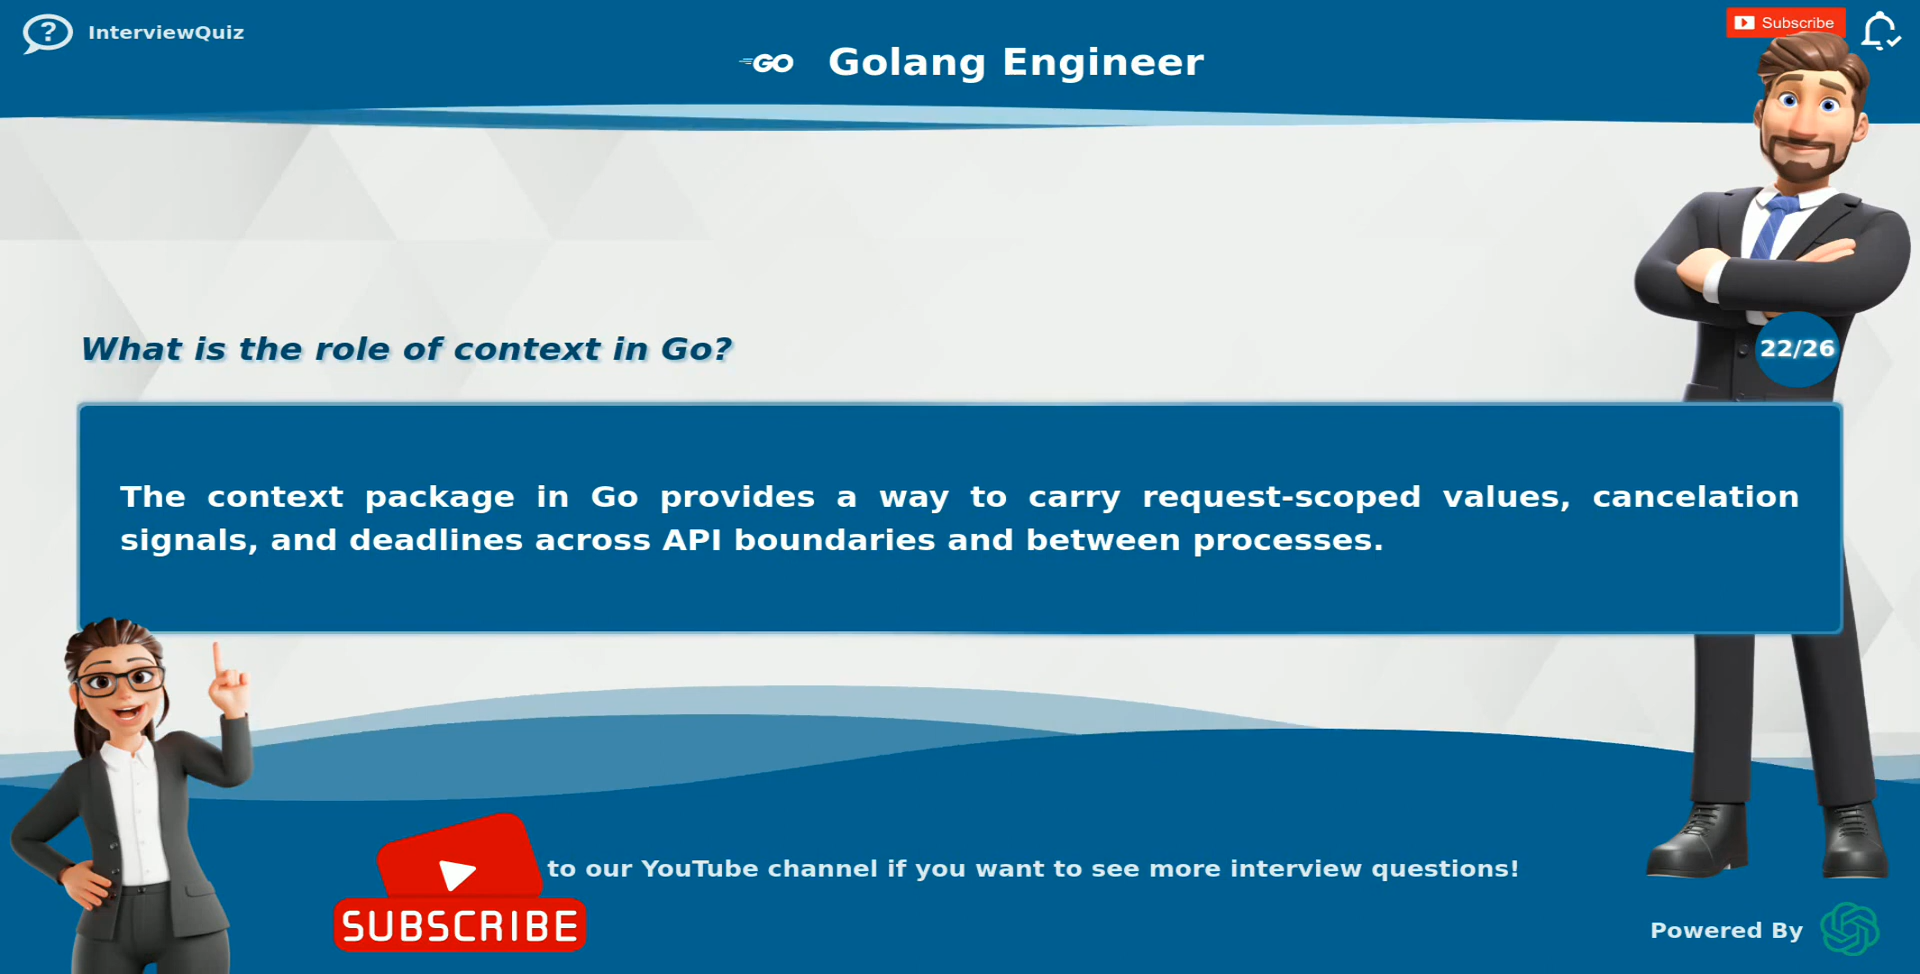 InterviewQuiz
Subscribe
GO
Golang Engineer
What is the role of context in Go?
22/26
The context package in Go provides a way to carry request-scoped values, cancelation
signals, and deadlines across API boundaries and between processes.
to our YouTube channel if you want to see more interview questions!
SUBSCRIBE
Powered By